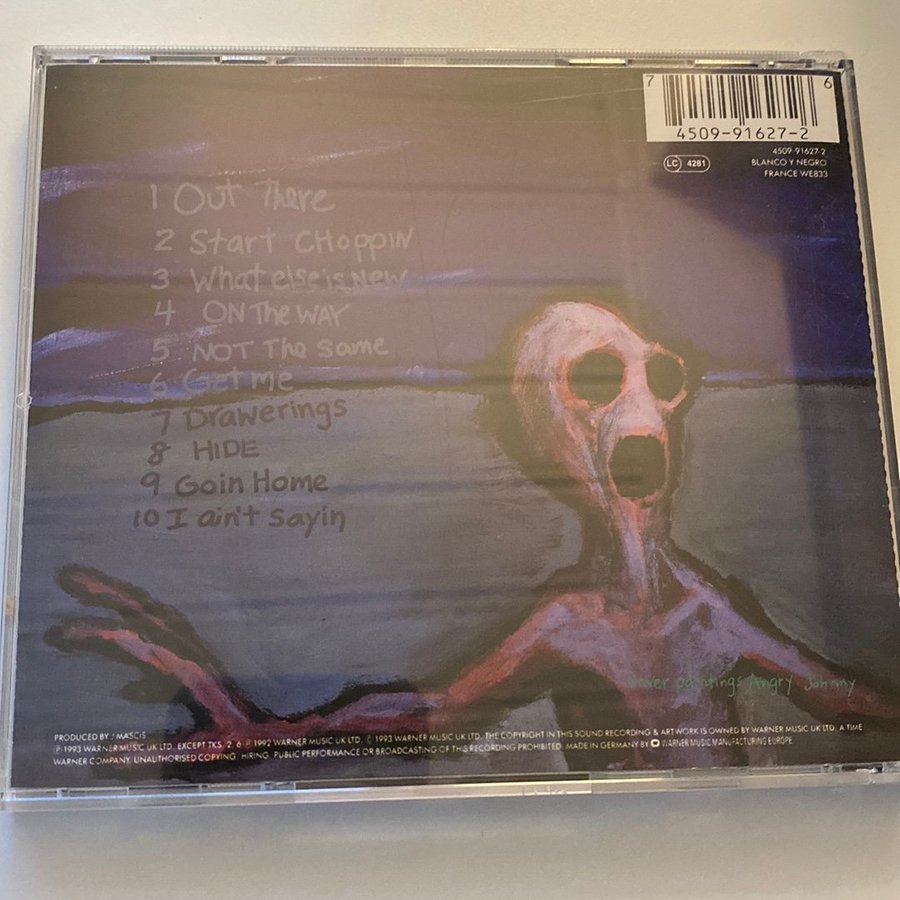 7 6
4509-91627-2
4509-91627-2
LC 4281
BLANCO Y NEGRO
FRANCE WE833
1 Out There
2 Start CHoppiN
3 What else is New
4 ON The WAY
5 NOT The Same
6 Get me
7 Drawerings
8 HIDE
9 Goin Home
10 I ain't Sayin
Cover paintings Angry Johnny
PRODUCED BY J MASCIS
℗ 1993 WARNER MUSIC UK LTD. EXCEPT TKS. 2, 6 ℗ 1992 WARNER MUSIC UK LTD. © 1993 WARNER MUSIC UK LTD. THE COPYRIGHT IN THIS SOUND RECORDING & ARTWORK IS OWNED BY WARNER MUSIC UK LTD. A TIME
WARNER COMPANY. UNAUTHORISED COPYING, HIRING, PUBLIC PERFORMANCE OR BROADCASTING OF THIS RECORDING PROHIBITED. MADE IN GERMANY BY WARNER MUSIC MANUFACTURING EUROPE.